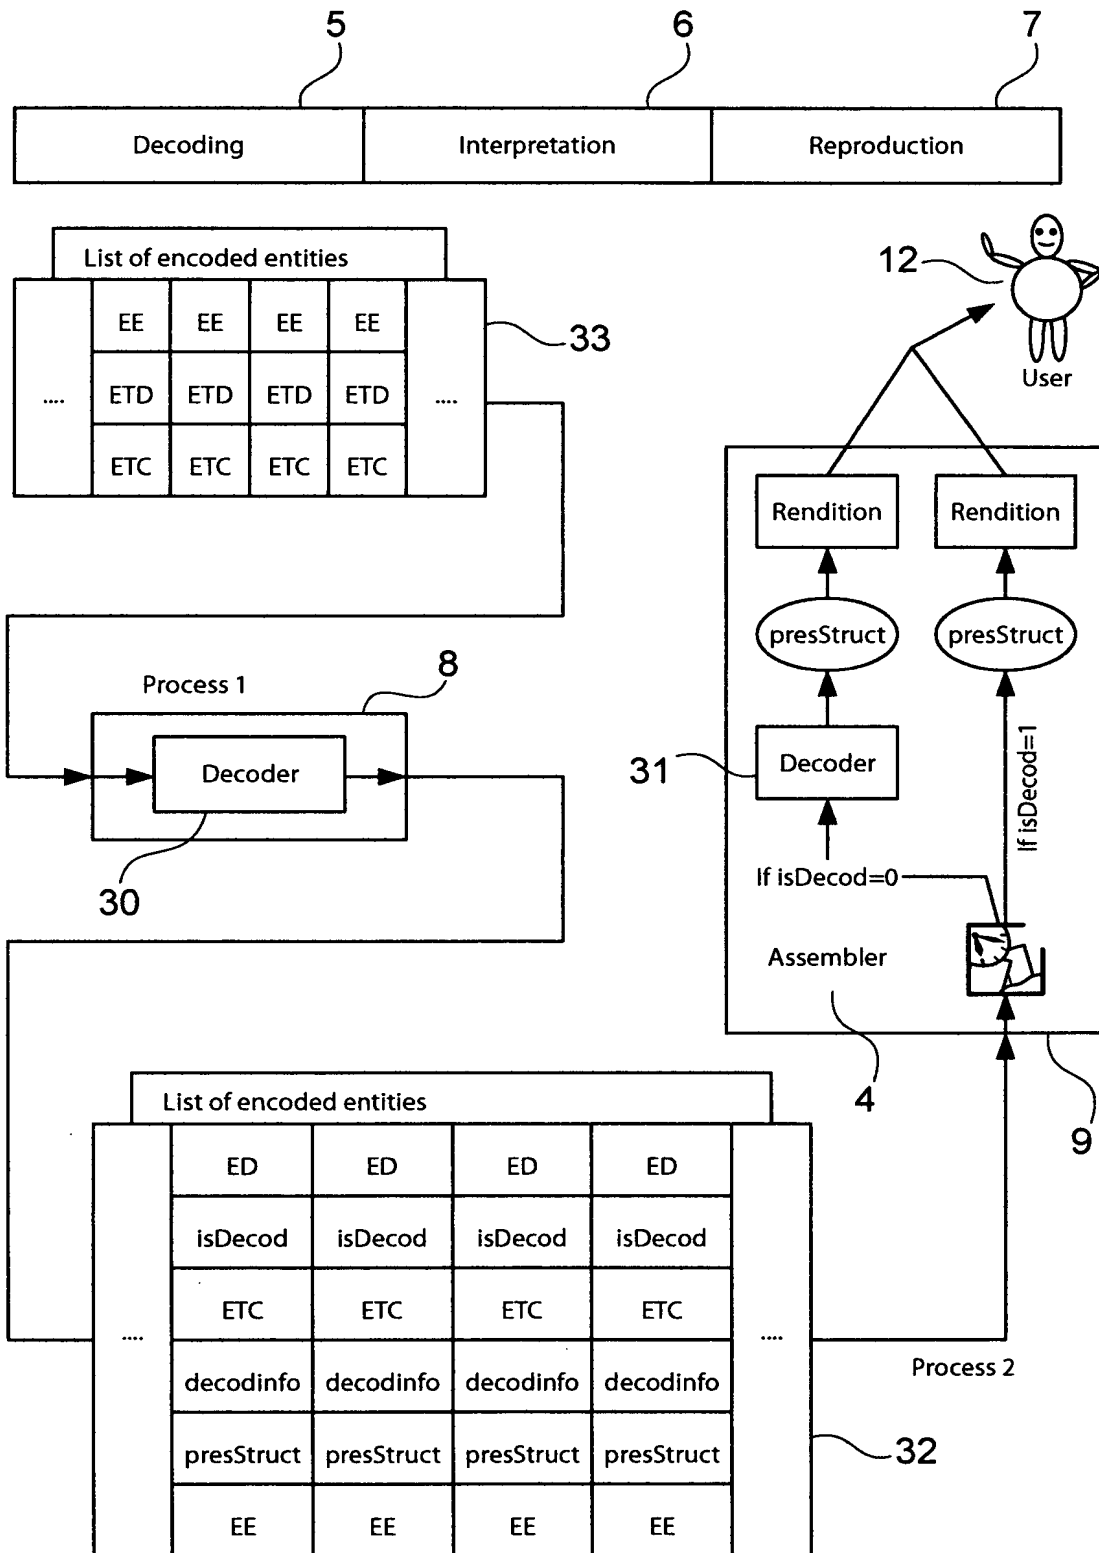 5
6
7
Decoding
Interpretation
Reproduction
List of encoded entities
EE EE EE EE
.... ETD ETD ETD ETD ....
ETC ETC ETC ETC
33
12
User
Rendition
Rendition
presStruct
presStruct
Process 1
8
Decoder
30
31
Decoder
If isDecod=1
If isDecod=0
Assembler
4
9
List of encoded entities
ED ED ED ED
isDecod isDecod isDecod isDecod
.... ETC ETC ETC ETC ....
decodinfo decodinfo decodinfo decodinfo
presStruct presStruct presStruct presStruct
EE EE EE EE
Process 2
32